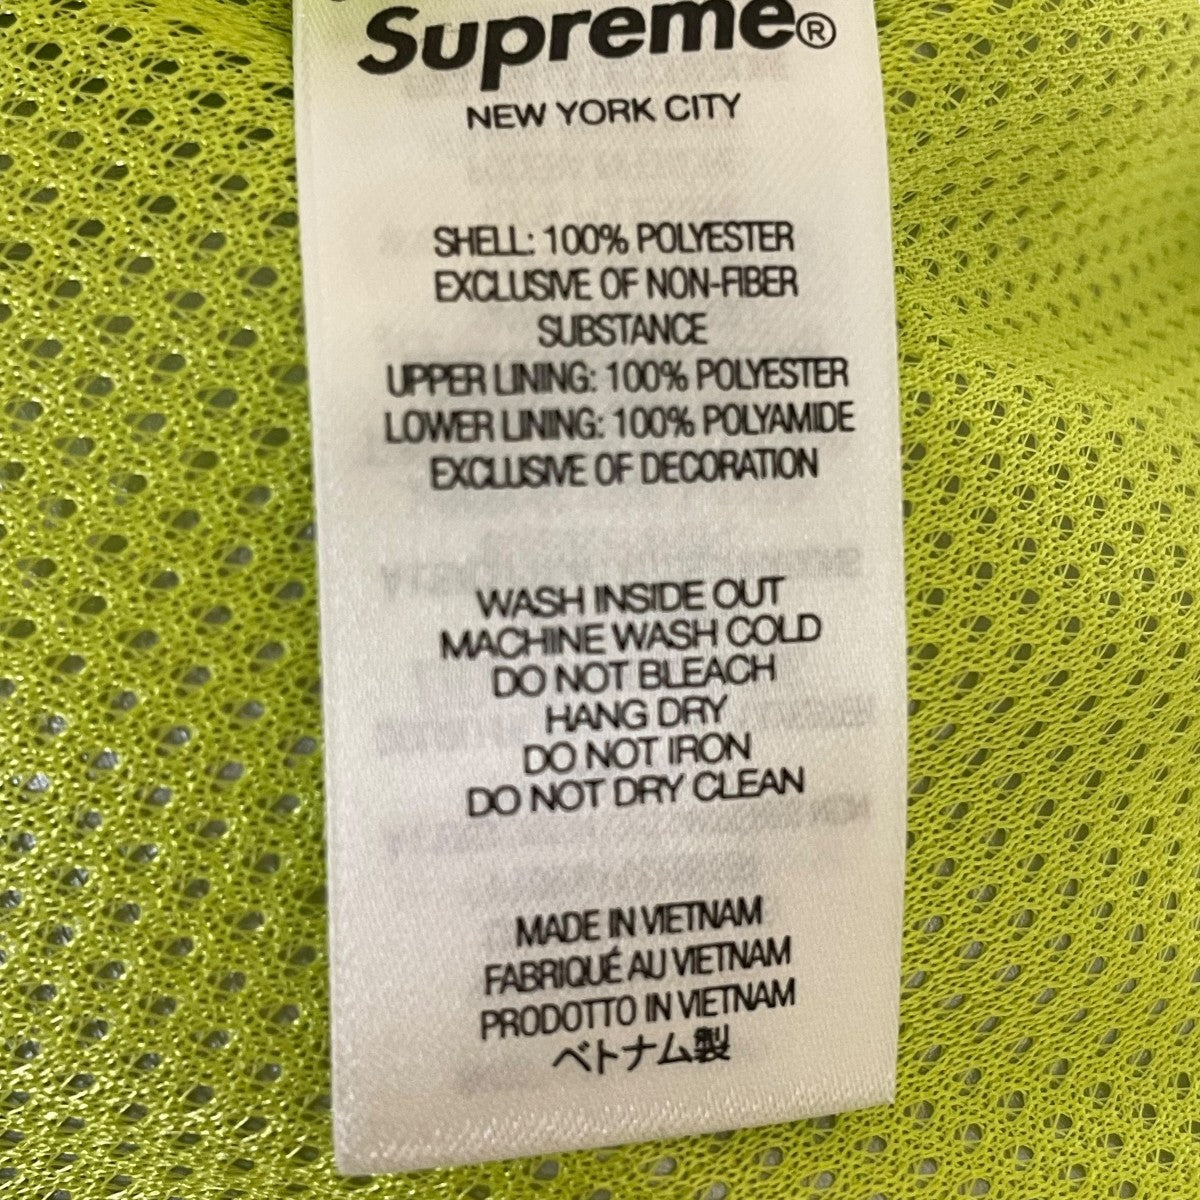 Supreme®
NEW YORK CITY
SHELL: 100% POLYESTER
EXCLUSIVE OF NON-FIBER
SUBSTANCE
UPPER LINING: 100% POLYESTER
LOWER LINING: 100% POLYAMIDE
EXCLUSIVE OF DECORATION
WASH INSIDE OUT
MACHINE WASH COLD
DO NOT BLEACH
HANG DRY
DO NOT IRON
DO NOT DRY CLEAN
MADE IN VIETNAM
FABRIQUÉ AU VIETNAM
PRODOTTO IN VIETNAM
ベトナム製